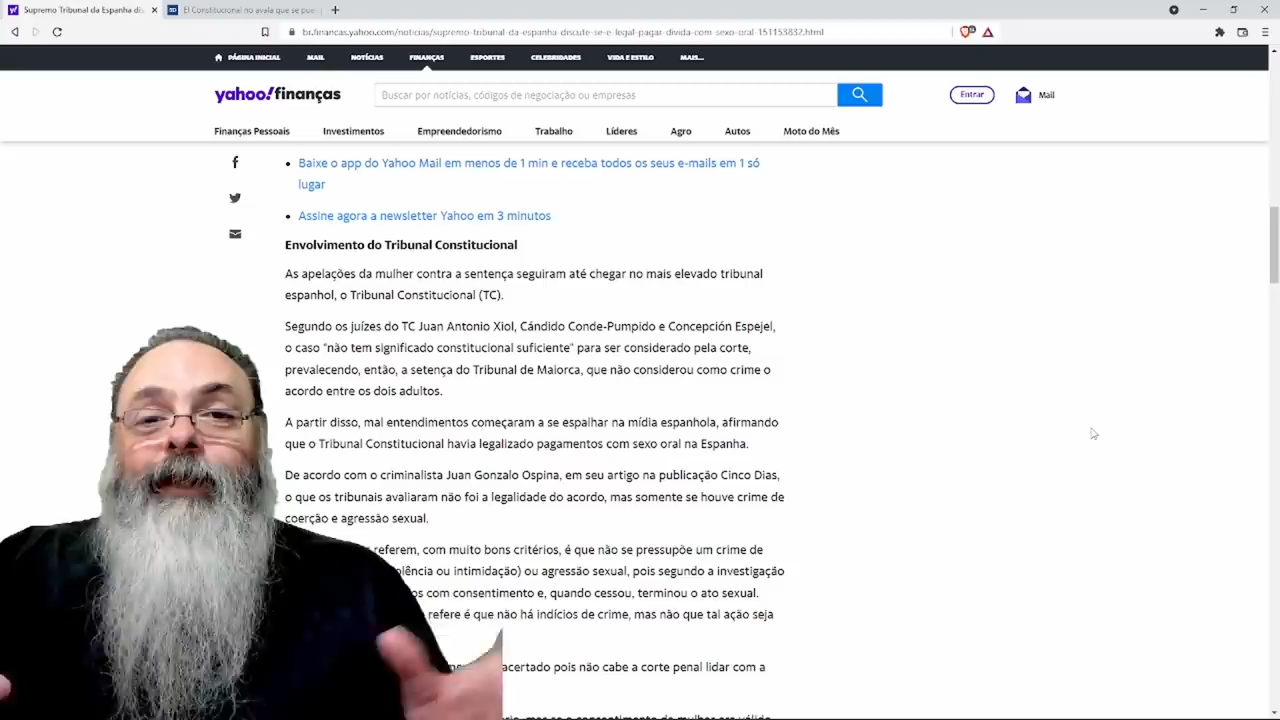 Supremo Tribunal da Espanha dis
El Constitucional no avala que se pue
br.financas.yahoo.com/noticias/supremo-tribunal-da-espanha-discute-se-e-legal-pagar-divida-com-sexo-oral-151153832.html
PÁGINA INICIAL MAIL NOTÍCIAS FINANÇAS ESPORTES CELEBRIDADES VIDA E ESTILO MAIS...
yahoo!finanças
Buscar por notícias, códigos de negociação ou empresas
Entrar
Mail
Finanças Pessoais Investimentos Empreendedorismo Trabalho Líderes Agro Autos Moto do Mês
Baixe o app do Yahoo Mail em menos de 1 min e receba todos os seus e-mails em 1 só
lugar
Assine agora a newsletter Yahoo em 3 minutos
Envolvimento do Tribunal Constitucional
As apelações da mulher contra a sentença seguiram até chegar no mais elevado tribunal
espanhol, o Tribunal Constitucional (TC).
Segundo os juízes do TC Juan Antonio Xiol, Cándido Conde-Pumpido e Concepción Espejel,
o caso "não tem significado constitucional suficiente" para ser considerado pela corte,
prevalecendo, então, a setença do Tribunal de Maiorca, que não considerou como crime o
acordo entre os dois adultos.
A partir disso, mal entendimentos começaram a se espalhar na mídia espanhola, afirmando
que o Tribunal Constitucional havia legalizado pagamentos com sexo oral na Espanha.
De acordo com o criminalista Juan Gonzalo Ospina, em seu artigo na publicação Cinco Dias,
o que os tribunais avaliaram não foi a legalidade do acordo, mas somente se houve crime de
coerção e agressão sexual.
referem, com muito bons critérios, é que não se pressupõe um crime de
olência ou intimidação) ou agressão sexual, pois segundo a investigação
os com consentimento e, quando cessou, terminou o ato sexual.
refere é que não há indícios de crime, mas não que tal ação seja
acertado pois não cabe a corte penal lidar com a
mas se o consentimento da mulher era válido